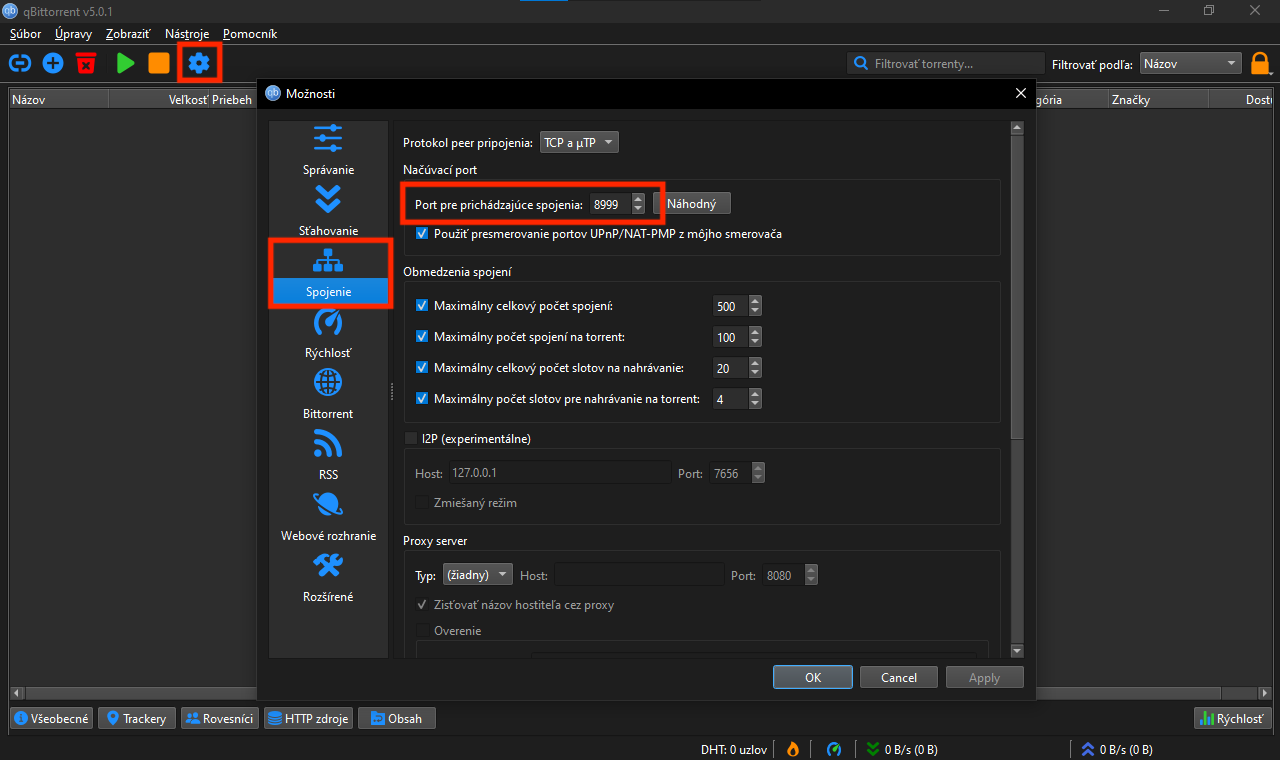 qBittorrent v5.0.1
Súbor Úpravy Zobraziť Nástroje Pomocník
Filtrovať torrenty... Filtrovať podľa: Názov
Názov Veľkosť Priebeh Značky
Možnosti
Správanie
Sťahovanie
Spojenie
Rýchlosť
Bittorrent
RSS
Webové rozhranie
Rozšírené
Protokol peer pripojenia: TCP a μTP
Načúvací port
Port pre prichádzajúce spojenia: 8999 Náhodný
Použiť presmerovanie portov UPnP/NAT-PMP z môjho smerovača
Obmedzenia spojení
Maximálny celkový počet spojení: 500
Maximálny počet spojení na torrent: 100
Maximálny celkový počet slotov na nahrávanie: 20
Maximálny počet slotov pre nahrávanie na torrent: 4
I2P (experimentálne)
Host: 127.0.0.1 Port: 7656
Zmiešaný režim
Proxy server
Typ: (žiadny) Host: Port: 8080
Zisťovať názov hostiteľa cez proxy
Overenie
OK Cancel Apply
Všeobecné Trackery Rovesníci HTTP zdroje Obsah Rýchlosť
DHT: 0 uzlov 0 B/s (0 B) 0 B/s (0 B)